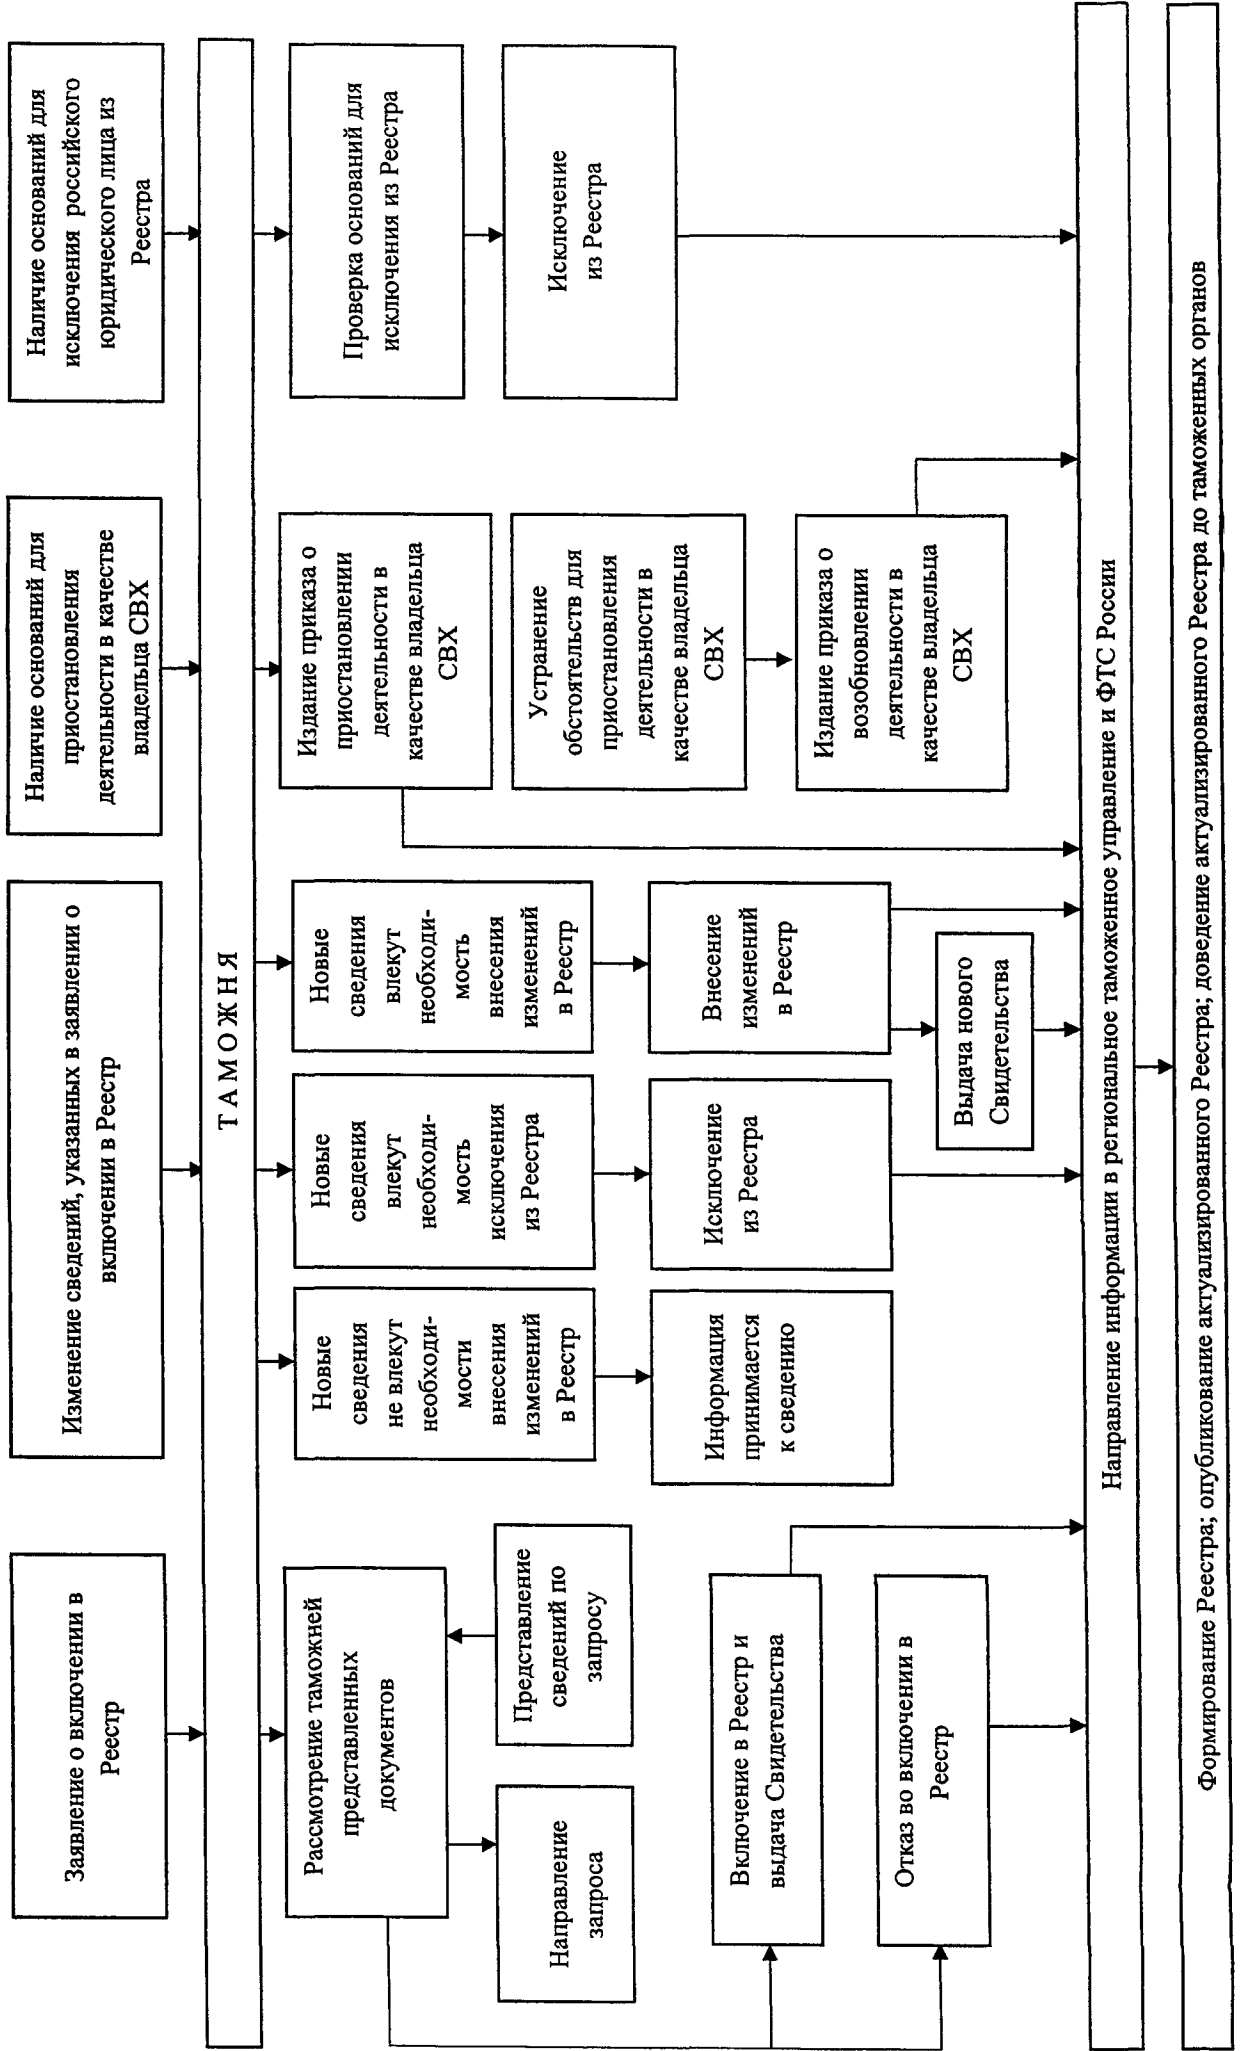 Заявление о включении в
Реестр
Изменение сведений, указанных в заявлении о
включении в Реестр
Наличие оснований для
приостановления
деятельности в качестве
владельца СВХ
Наличие оснований для
исключения российского
юридического лица из
Реестра
ТАМОЖНЯ
Рассмотрение таможней
представленных
документов
Направление
запроса
Представление
сведений по
запросу
Включение в Реестр и
выдача Свидетельства
Отказ во включении в
Реестр
Новые
сведения
не влекут
необходи-
мости
внесения
изменений
в Реестр
Информация
принимается
к сведению
Новые
сведения
влекут
необходи-
мость
исключения
из Реестра
Исключение
из Реестра
Новые
сведения
влекут
необходи-
мость
внесения
изменений
в Реестр
Внесение
изменений
в Реестр
Выдача нового
Свидетельства
Издание приказа о
приостановлении
деятельности в
качестве владельца
СВХ
Устранение
обстоятельств для
приостановления
деятельности в
качестве владельца
СВХ
Издание приказа о
возобновлении
деятельности в
качестве владельца
СВХ
Проверка оснований для
исключения из Реестра
Исключение
из Реестра
Направление информации в региональное таможенное управление и ФТС России
Формирование Реестра; опубликование актуализированного Реестра; доведение актуализированного Реестра до таможенных органов